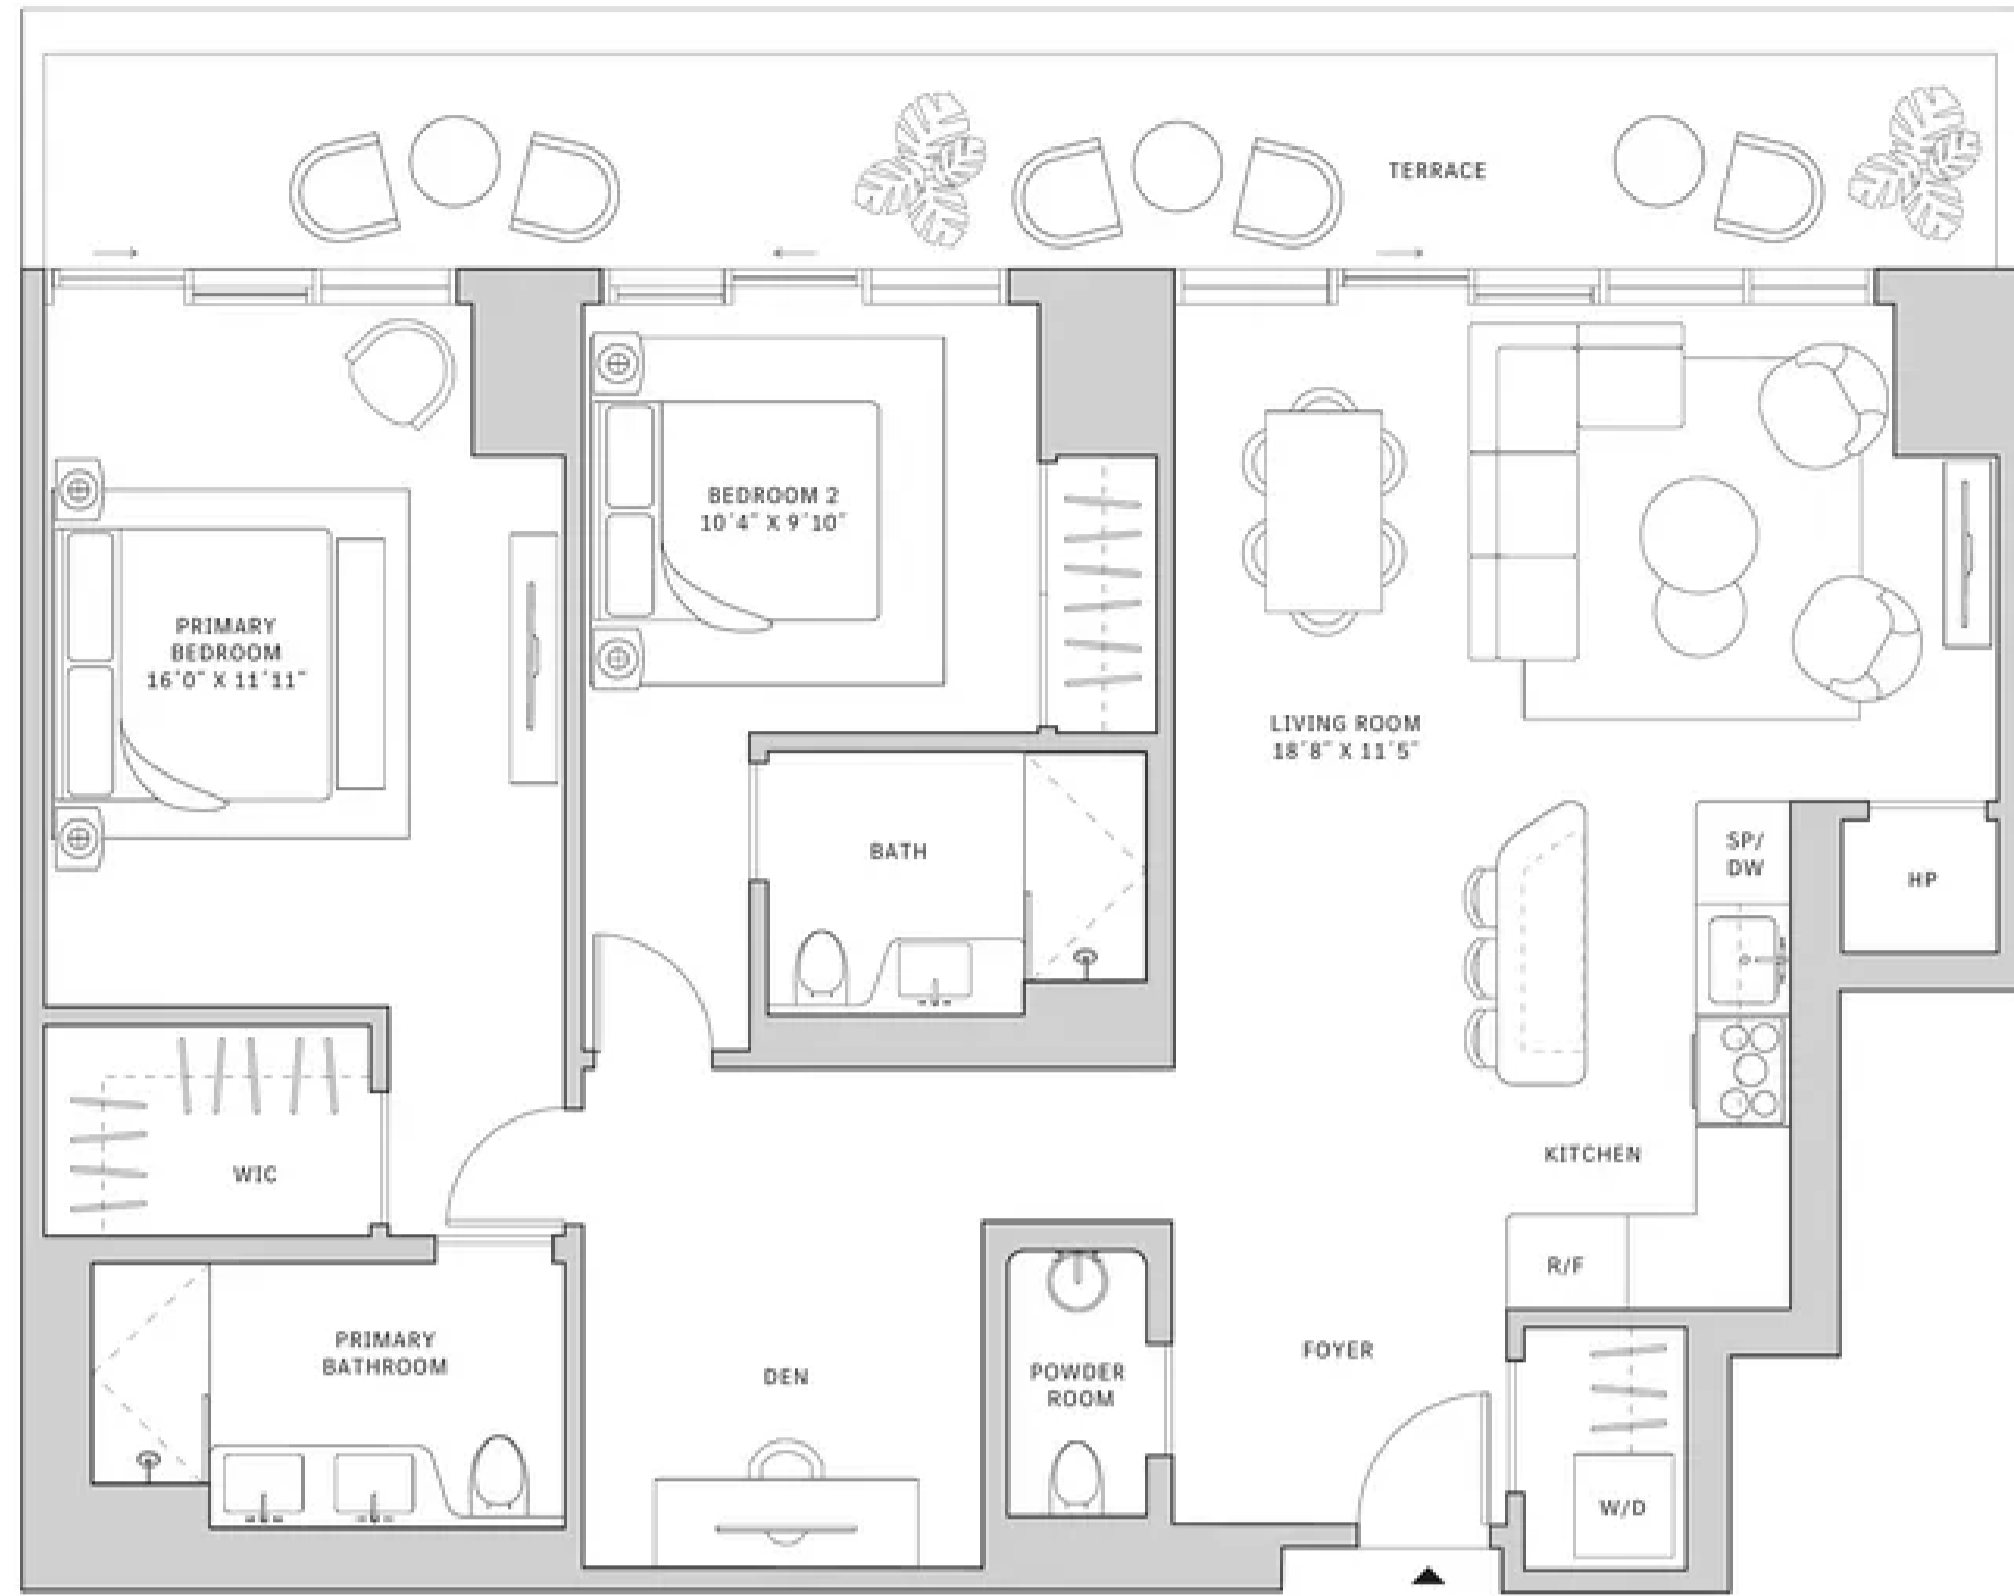 TERRACE
BEDROOM 2
10'4" X 9'10"
PRIMARY
BEDROOM
16'0" X 11'11"
LIVING ROOM
18'8" X 11'5"
BATH
SP/
DW
HP
KITCHEN
WIC
R/F
PRIMARY
BATHROOM
DEN
POWDER
ROOM
FOYER
W/D